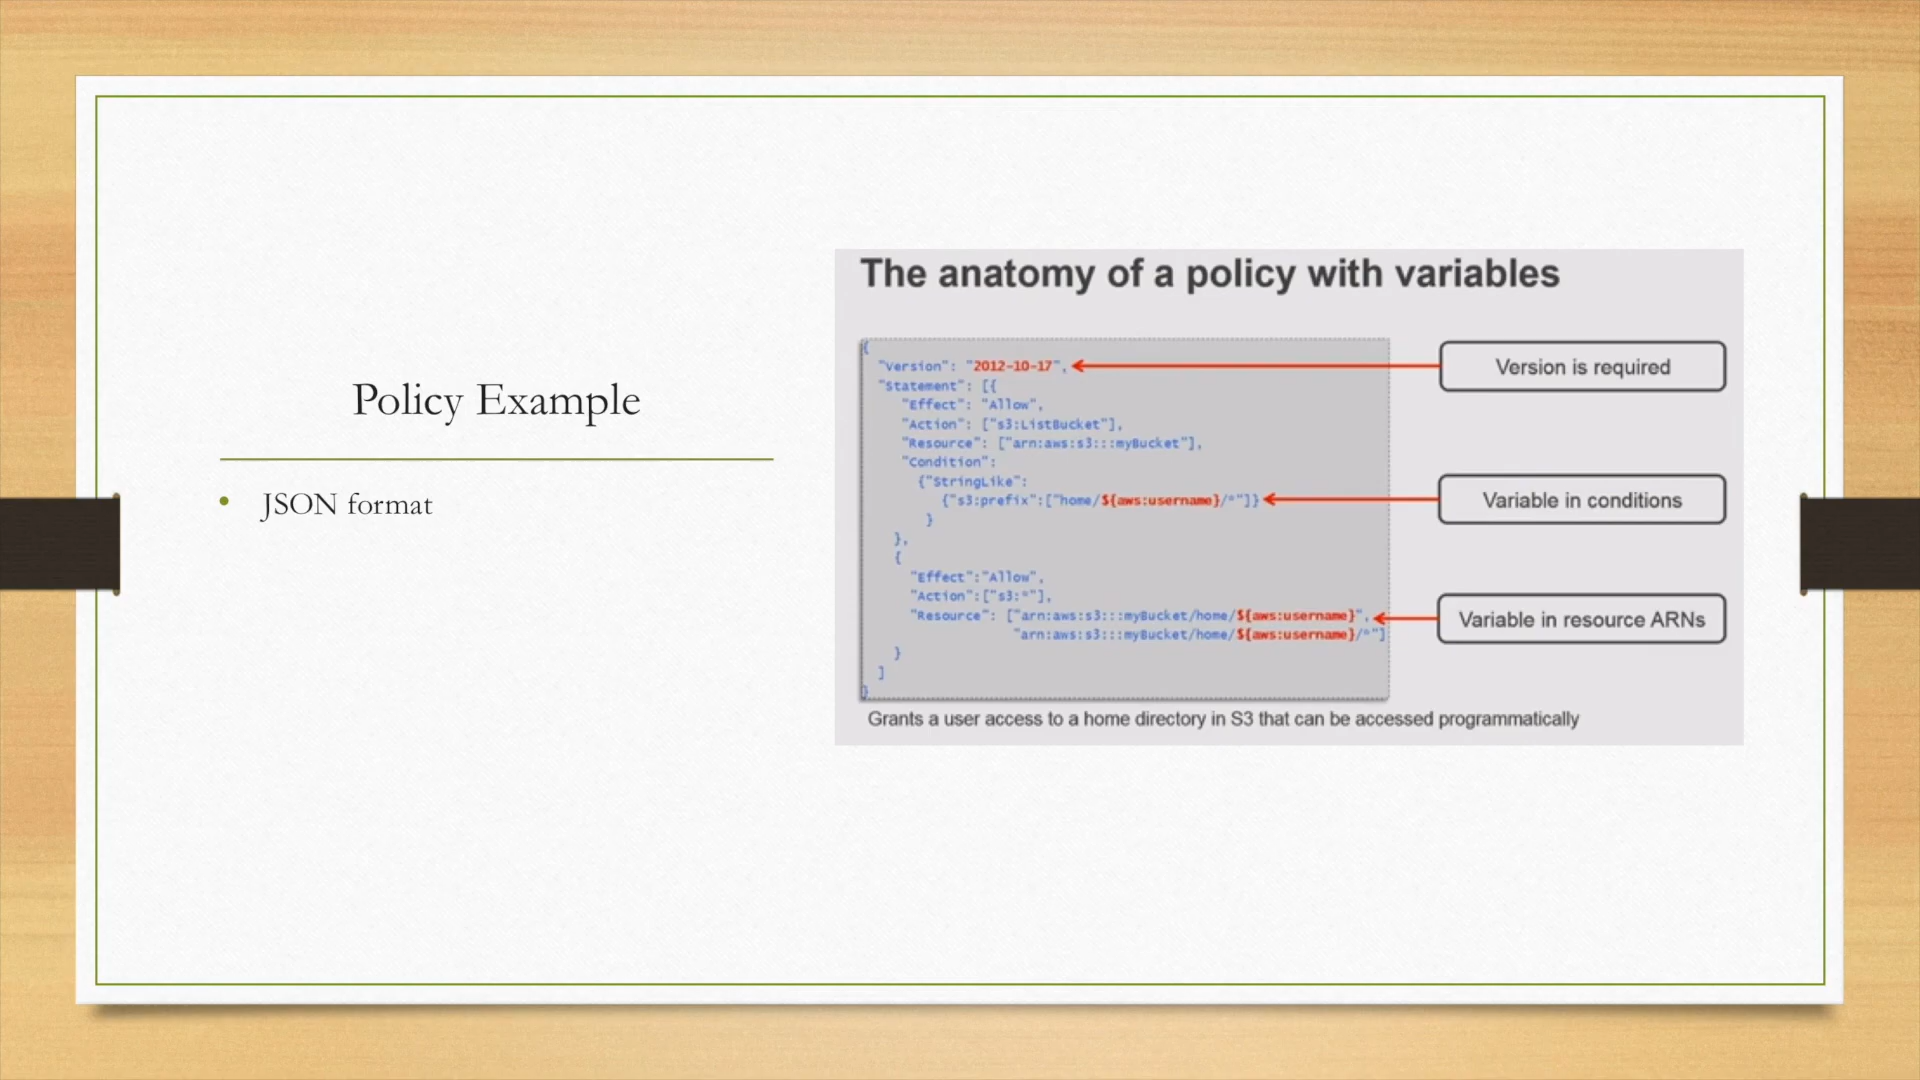 Policy Example
• JSON format
The anatomy of a policy with variables
{
"Version": "2012-10-17",
"Statement": [{
"Effect": "Allow",
"Action": ["s3:ListBucket"],
"Resource": ["arn:aws:s3:::myBucket"],
"Condition":
{"StringLike":
{"s3:prefix":["home/${aws:username}/*"]}
}
},
{
"Effect":"Allow",
"Action":["s3:*"],
"Resource": ["arn:aws:s3:::myBucket/home/${aws:username}",
"arn:aws:s3:::myBucket/home/${aws:username}/*"]
}
]
}
Version is required
Variable in conditions
Variable in resource ARNs
Grants a user access to a home directory in S3 that can be accessed programmatically